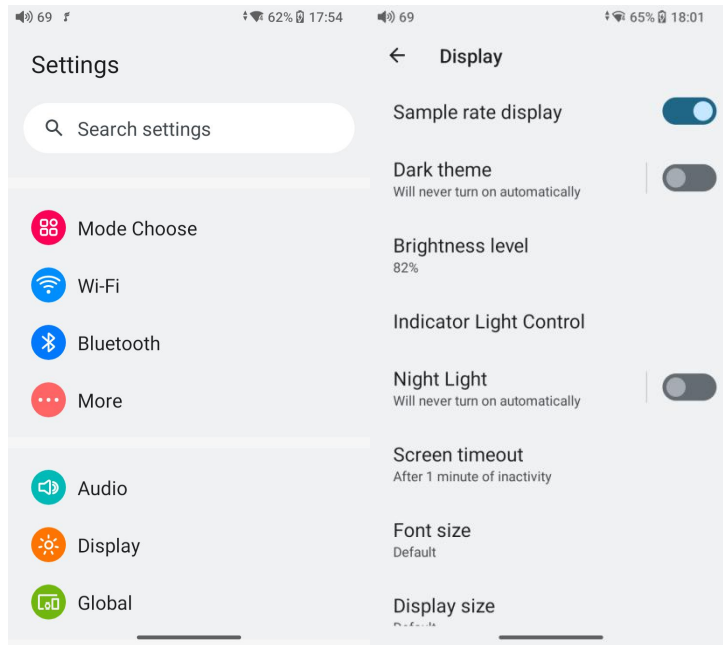 69 62% 17:54
Settings
Search settings
Mode Choose
Wi-Fi
Bluetooth
More
Audio
Display
Global
69 65% 18:01
Display
Sample rate display
Dark theme
Will never turn on automatically
Brightness level
82%
Indicator Light Control
Night Light
Will never turn on automatically
Screen timeout
After 1 minute of inactivity
Font size
Default
Display size
Default